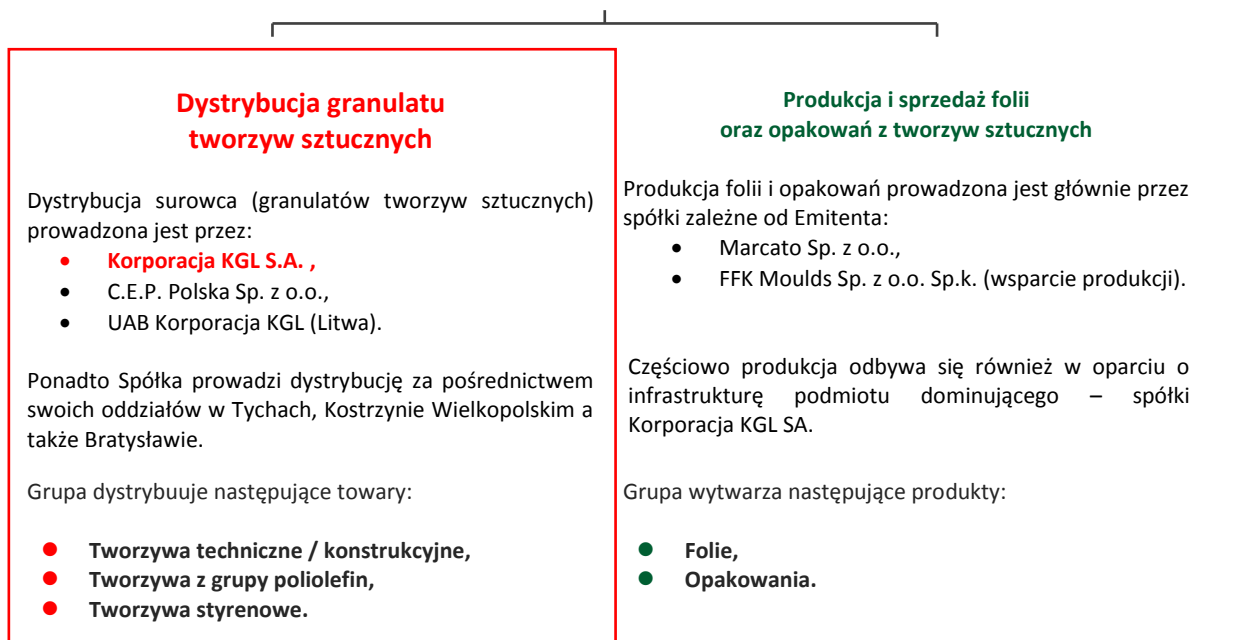 Dystrybucja granulatu
tworzyw sztucznych
Dystrybucja surowca (granulatów tworzyw sztucznych)
prowadzona jest przez:
• Korporacja KGL S.A. ,
• C.E.P. Polska Sp. z o.o.,
• UAB Korporacja KGL (Litwa).
Ponadto Spółka prowadzi dystrybucję za pośrednictwem
swoich oddziałów w Tychach, Kostrzynie Wielkopolskim a
także Bratysławie.
Grupa dystrybuuje następujące towary:
• Tworzywa techniczne / konstrukcyjne,
• Tworzywa z grupy poliolefin,
• Tworzywa styrenowe.
Produkcja i sprzedaż folii
oraz opakowań z tworzyw sztucznych
Produkcja folii i opakowań prowadzona jest głównie przez
spółki zależne od Emitenta:
• Marcato Sp. z o.o.,
• FFK Moulds Sp. z o.o. Sp.k. (wsparcie produkcji).
Częściowo produkcja odbywa się również w oparciu o
infrastrukturę podmiotu dominującego – spółki
Korporacja KGL SA.
Grupa wytwarza następujące produkty:
• Folie,
• Opakowania.